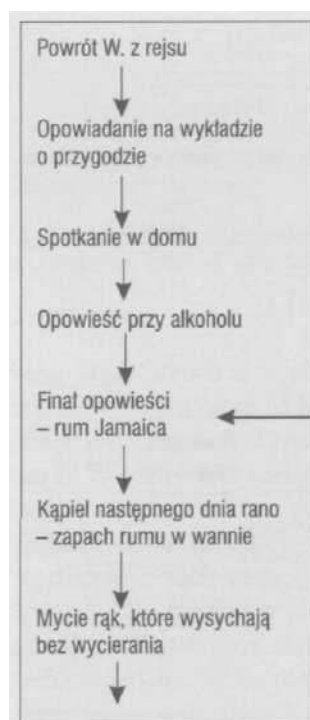 Powrót W. z rejsu
Opowiadanie na wykładzie
o przygodzie
Spotkanie w domu
Opowieść przy alkoholu
Finał opowieści
– rum Jamaica
Kąpiel następnego dnia rano
– zapach rumu w wannie
Mycie rąk, które wysychają
bez wycierania